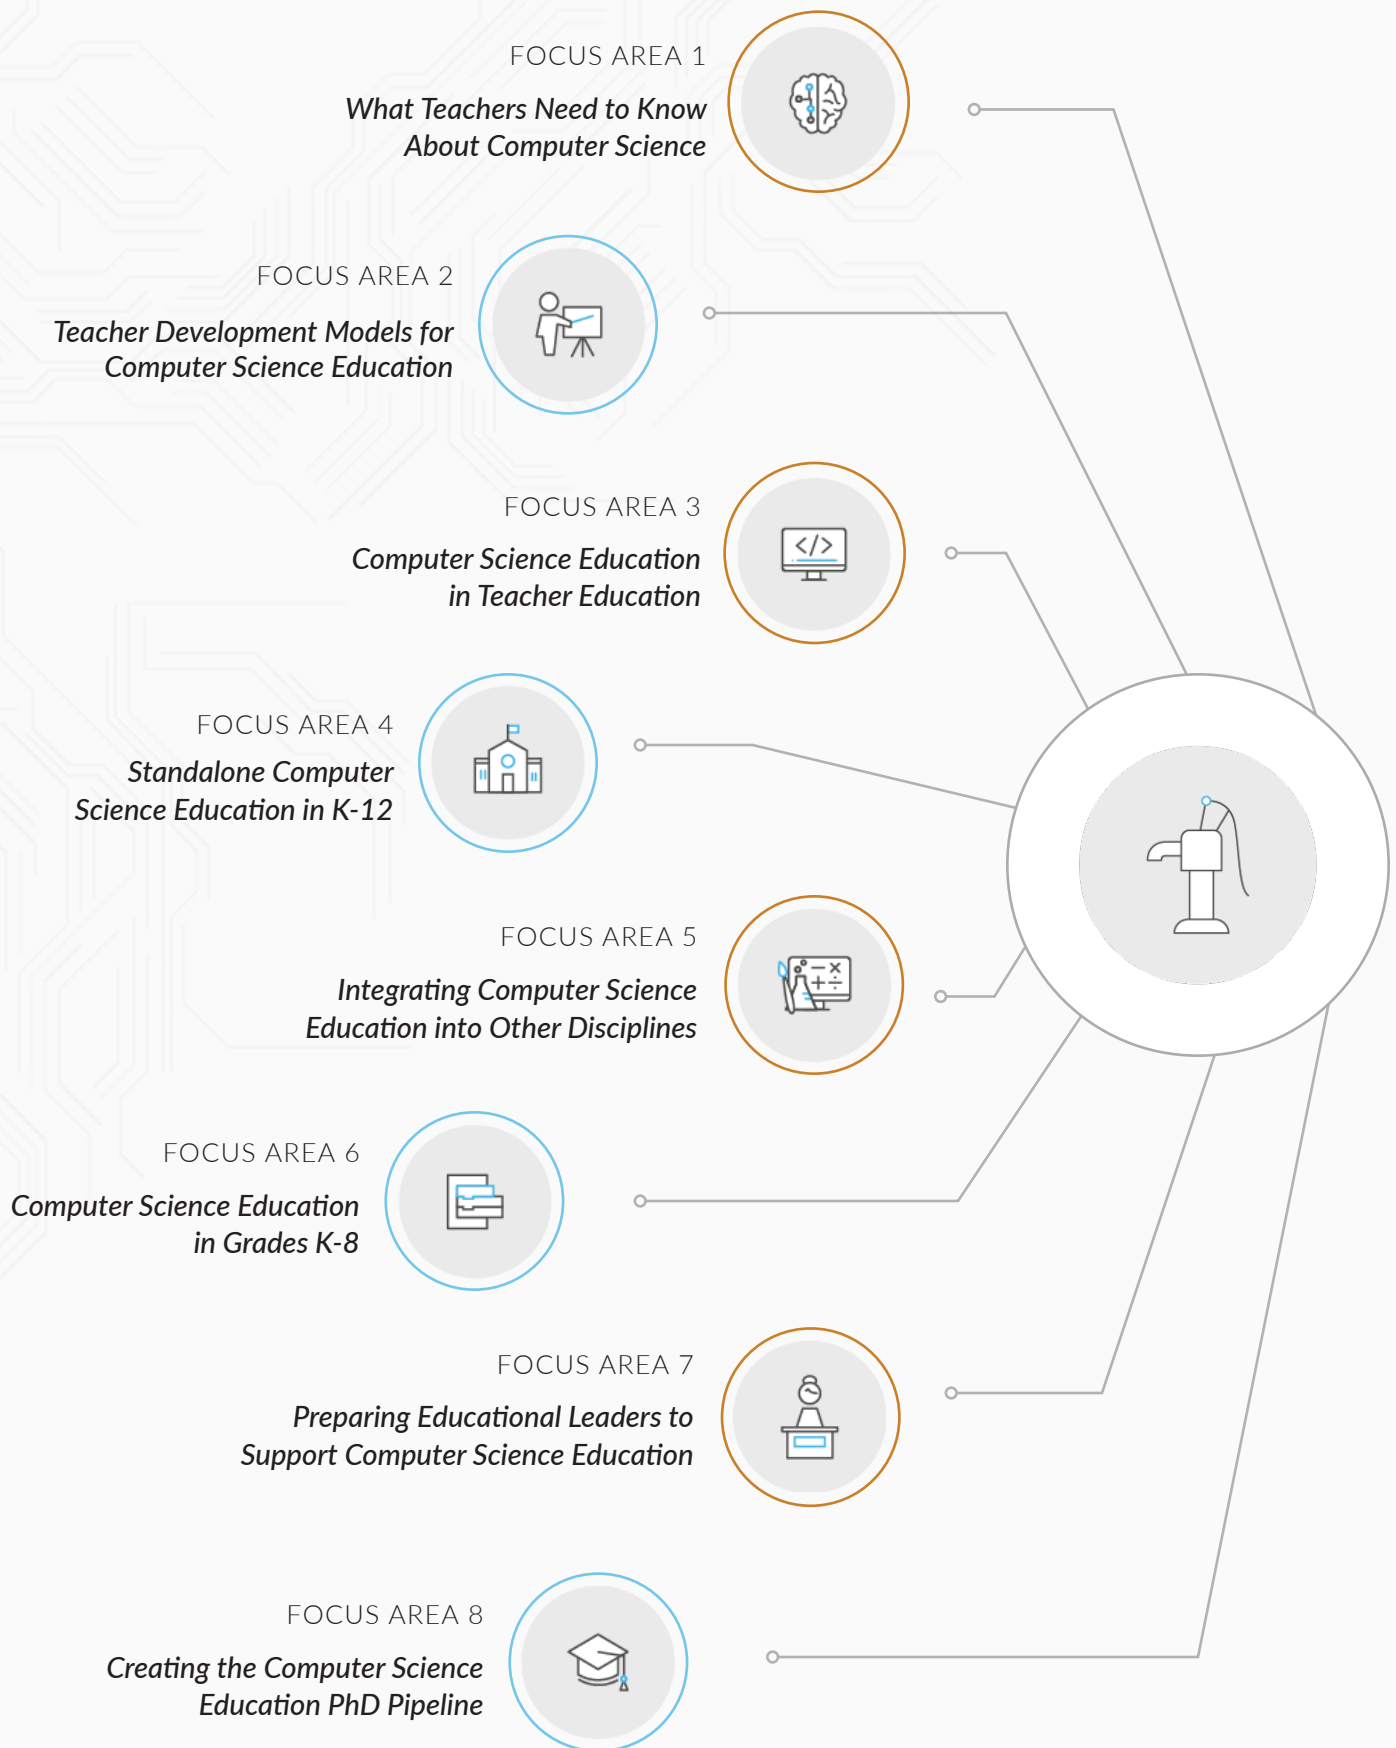 FOCUS AREA 1
What Teachers Need to Know
About Computer Science
FOCUS AREA 2
Teacher Development Models for
Computer Science Education
FOCUS AREA 3
Computer Science Education
in Teacher Education
FOCUS AREA 4
Standalone Computer
Science Education in K-12
FOCUS AREA 5
Integrating Computer Science
Education into Other Disciplines
FOCUS AREA 6
Computer Science Education
in Grades K-8
FOCUS AREA 7
Preparing Educational Leaders to
Support Computer Science Education
FOCUS AREA 8
Creating the Computer Science
Education PhD Pipeline